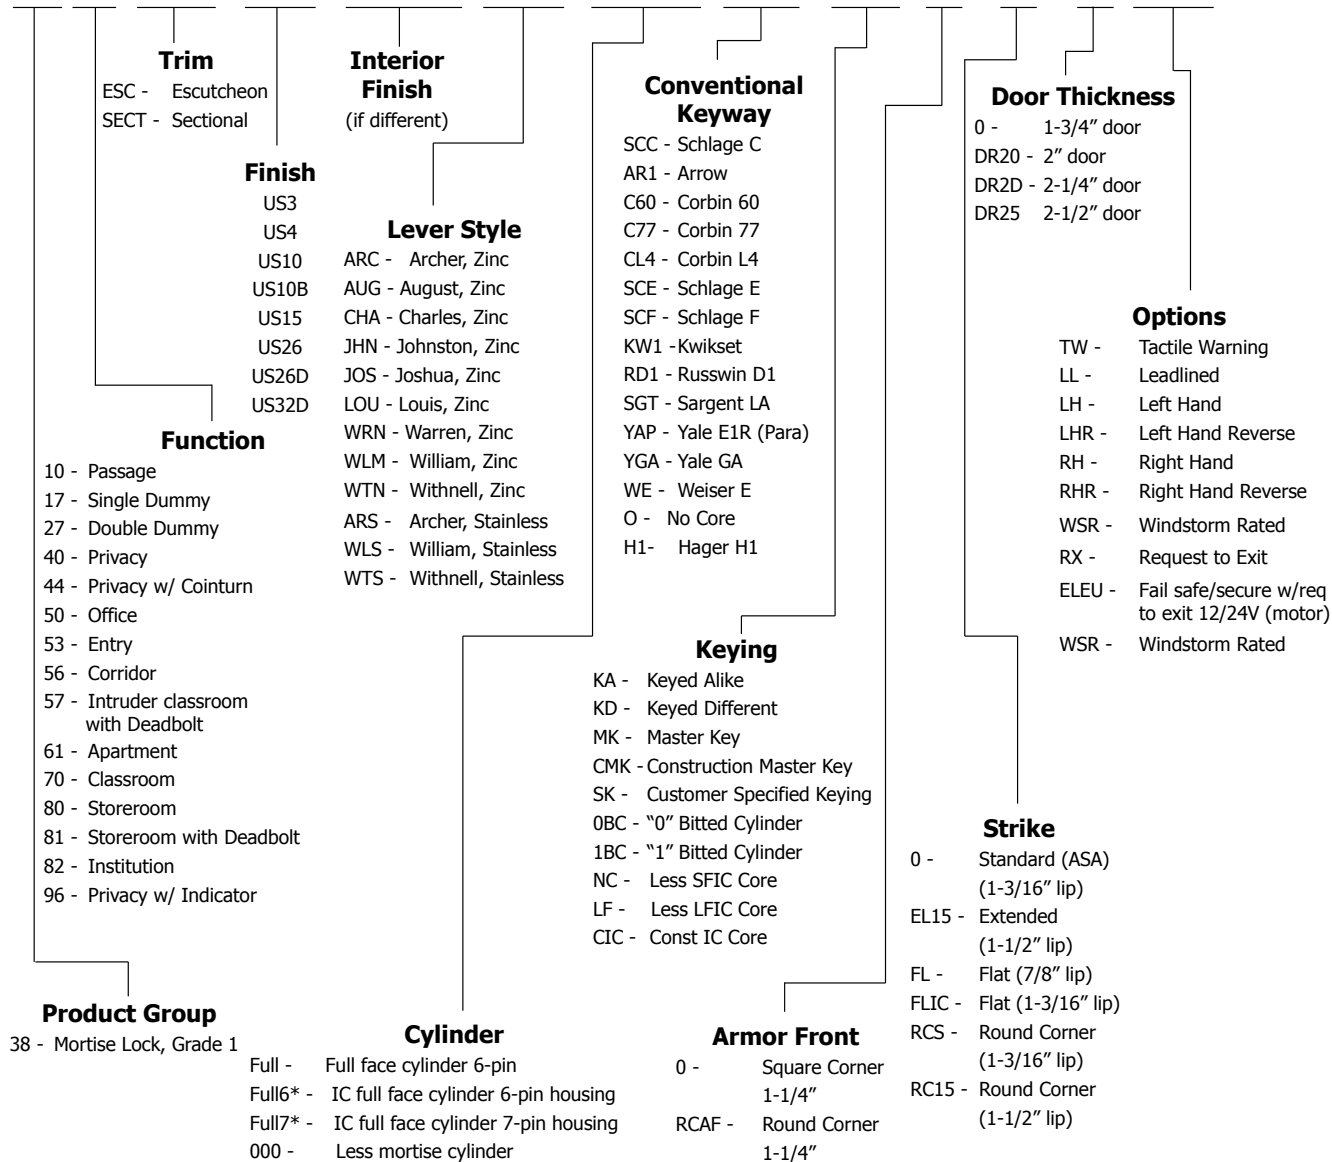 Trim
ESC - Escutcheon
SECT - Sectional
Finish
US3
US4
US10
US10B
US15
US26
US26D
US32D
Function
10 - Passage
17 - Single Dummy
27 - Double Dummy
40 - Privacy
44 - Privacy w/ Cointurn
50 - Office
53 - Entry
56 - Corridor
57 - Intruder classroom
with Deadbolt
61 - Apartment
70 - Classroom
80 - Storeroom
81 - Storeroom with Deadbolt
82 - Institution
96 - Privacy w/ Indicator
Product Group
38 - Mortise Lock, Grade 1
Interior
Finish
(if different)
Lever Style
ARC - Archer, Zinc
AUG - August, Zinc
CHA - Charles, Zinc
JHN - Johnston, Zinc
JOS - Joshua, Zinc
LOU - Louis, Zinc
WRN - Warren, Zinc
WLM - William, Zinc
WTN - Withnell, Zinc
ARS - Archer, Stainless
WLS - William, Stainless
WTS - Withnell, Stainless
Cylinder
Full - Full face cylinder 6-pin
Full6* - IC full face cylinder 6-pin housing
Full7* - IC full face cylinder 7-pin housing
000 - Less mortise cylinder
Conventional
Keyway
SCC - Schlage C
AR1 - Arrow
C60 - Corbin 60
C77 - Corbin 77
CL4 - Corbin L4
SCE - Schlage E
SCF - Schlage F
KW1 -Kwikset
RD1 - Russwin D1
SGT - Sargent LA
YAP - Yale E1R (Para)
YGA - Yale GA
WE - Weiser E
O - No Core
H1- Hager H1
Keying
KA - Keyed Alike
KD - Keyed Different
MK - Master Key
CMK - Construction Master Key
SK - Customer Specified Keying
0BC - “0” Bitted Cylinder
1BC - “1” Bitted Cylinder
NC - Less SFIC Core
LF - Less LFIC Core
CIC - Const IC Core
Armor Front
0 - Square Corner
1-1/4”
RCAF - Round Corner
1-1/4”
Door Thickness
0 - 1-3/4” door
DR20 - 2” door
DR2D - 2-1/4” door
DR25 2-1/2” door
Options
TW - Tactile Warning
LL - Leadlined
LH - Left Hand
LHR - Left Hand Reverse
RH - Right Hand
RHR - Right Hand Reverse
WSR - Windstorm Rated
RX - Request to Exit
ELEU - Fail safe/secure w/req
to exit 12/24V (motor)
WSR - Windstorm Rated
Strike
0 - Standard (ASA)
(1-3/16” lip)
EL15 - Extended
(1-1/2” lip)
FL - Flat (7/8” lip)
FLIC - Flat (1-3/16” lip)
RCS - Round Corner
(1-3/16” lip)
RC15 - Round Corner
(1-1/2” lip)